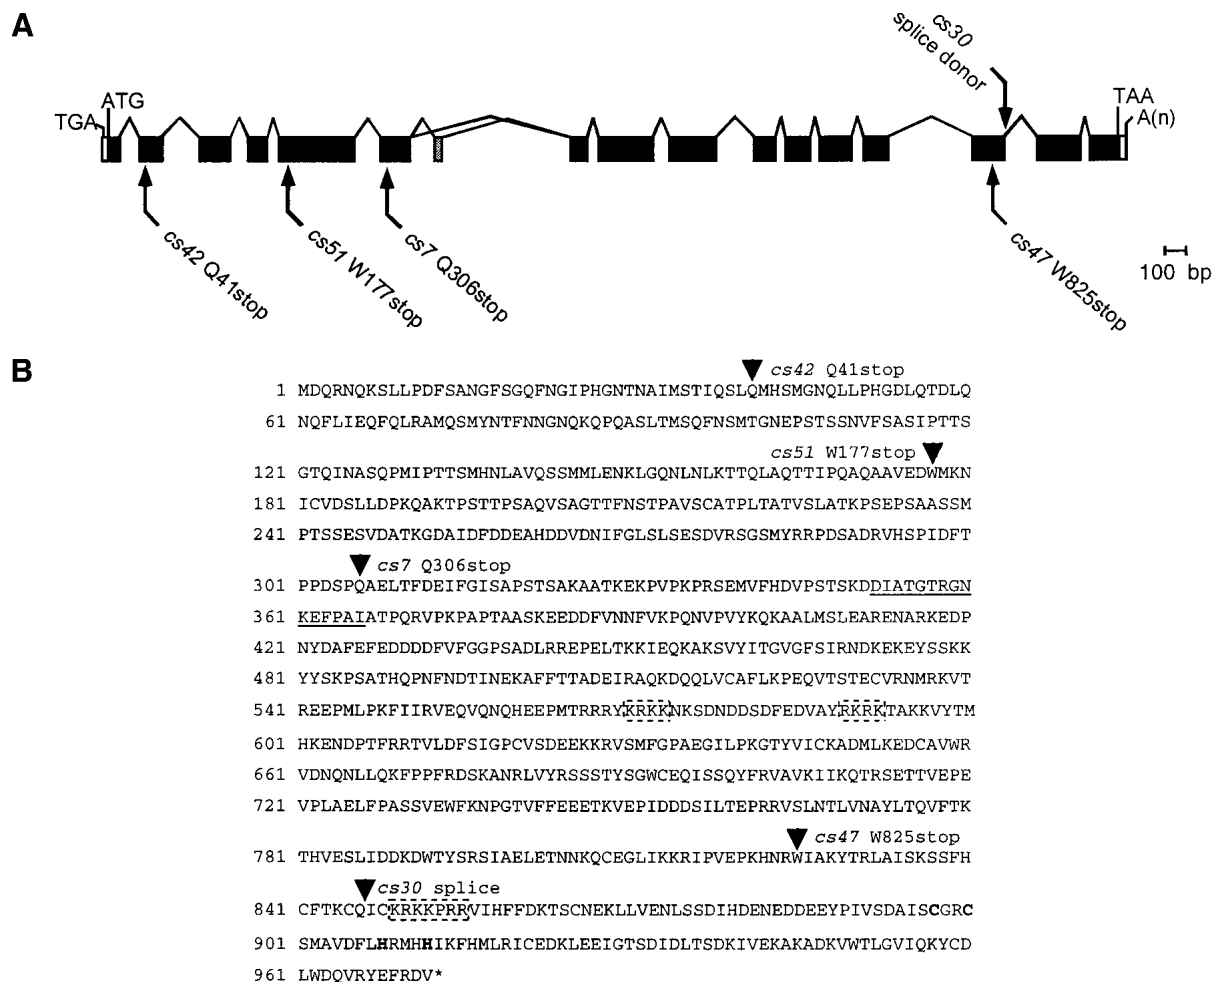 A
cs30
splice donor
TGA
ATG
TAA
A(n)
cs42 Q41stop
cs51 W177stop
cs7 Q306stop
cs47 W825stop
100 bp
B
cs42 Q41stop
1 MDQRNQKSLLPDFSANGFSGQFNGIPHGNTNAIMSTIQSLQMHSMGNQLLPHGDLQTDLQ
61 NQFLIEQFQLRAMQSMYNTFNNGNQKQPQASLTMSQFNSMTGNEPSTSSNVFSASIPTTS
cs51 W177stop
121 GTQINASQPMIPTTSMHNLAVQSSMMLENKLGQNLNLKTTQLAQTTIPQAQAAVEDWMKN
181 ICVDSLLDPKQAKTPSTTPSAQVSAGTTFNSTPAVSCATPLTATVSLATKPSEPSAASSM
241 PTSSESVDATKGDAIDFDDEAHDDVDNIFGLSLSESDVRSGSMYRRPDSADRVHSPIDFT
cs7 Q306stop
301 PPDSPQAELTFDEIFGISAPSTSAKAATKEKPVPKPRSEMVFHDVPSTSKDDIATGTRGN
361 KEFPAIATPQRVPKPAPTAASKEEDDFVNNFVKPQNVPVYKQKAALMSLEARENARKEDP
421 NYDAFEFEDDDDFVFGGPSADLRREPELTKKIEQKAKSVYITGVGFSIRNDKEKEYSSKK
481 YYSKPSATHQPNFNDTINEKAFFTTADEIRAQKDQQLVCAFLKPEQVTSTECVRNMRKVT
541 REEPMLPKFIIRVEQVQNQHEEPMTRRRYKRKKNKSDNDDSDFEDVAYRKRKTAKKVYTM
601 HKENDPTFRRTVLDFSIGPCVSDEEKKRVSMFGPAEGILPKGTYVICKADMLKEDCAVWR
661 VDNQNLLQKFPPFRDSKANRLVYRSSSTYSGWCEQISSQYFRVAVKIIKQTRSETTVEPE
721 VPLAELFPASSVEWFKNPGTVFFEEETKVEPIDDDSILTEPRRVSLNTLVNAYLTQVFTK
cs47 W825stop
781 THVESLIDDKDWTYSRSIAELETNNKQCEGLIKKRIPVEPKHNRWIAKYTRLAISKSSFH
cs30 splice
841 CFTKCQICKRKKPRRVIHFFDKTSCNEKLLVENLSSDIHDENEDDEEYPIVSDAISCGRC
901 SMAVDFLHRMHHIKFHMLRICEDKLEEIGTSDIDLTSDKIVEKAKADKVWTLGVIQKYCD
961 LWDQVRYEFRDV*